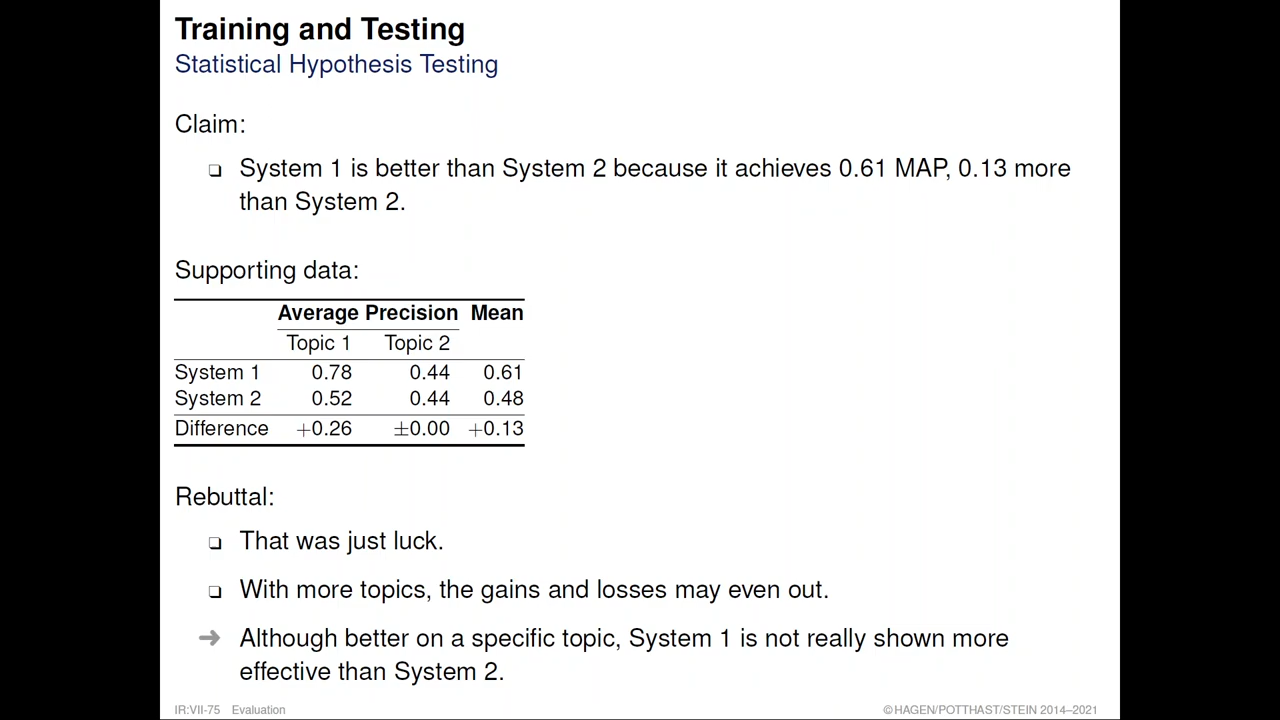 Training and Testing
Statistical Hypothesis Testing
Claim:
❑ System 1 is better than System 2 because it achieves 0.61 MAP, 0.13 more
than System 2.
Supporting data:
Average Precision Mean
Topic 1 Topic 2
System 1 0.78 0.44 0.61
System 2 0.52 0.44 0.48
Difference +0.26 ±0.00 +0.13
Rebuttal:
❑ That was just luck.
❑ With more topics, the gains and losses may even out.
➜ Although better on a specific topic, System 1 is not really shown more
effective than System 2.
IR:VII-75 Evaluation
©HAGEN/POTTHAST/STEIN 2014–2021